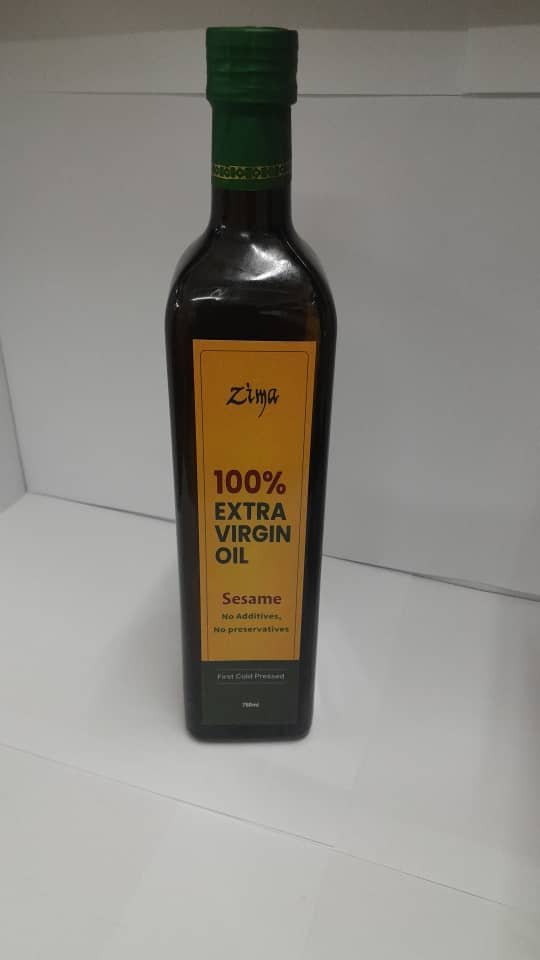 Zima
100%
EXTRA
VIRGIN
OIL
Sesame
No Additives,
No preservatives
First Cold Pressed
750ml